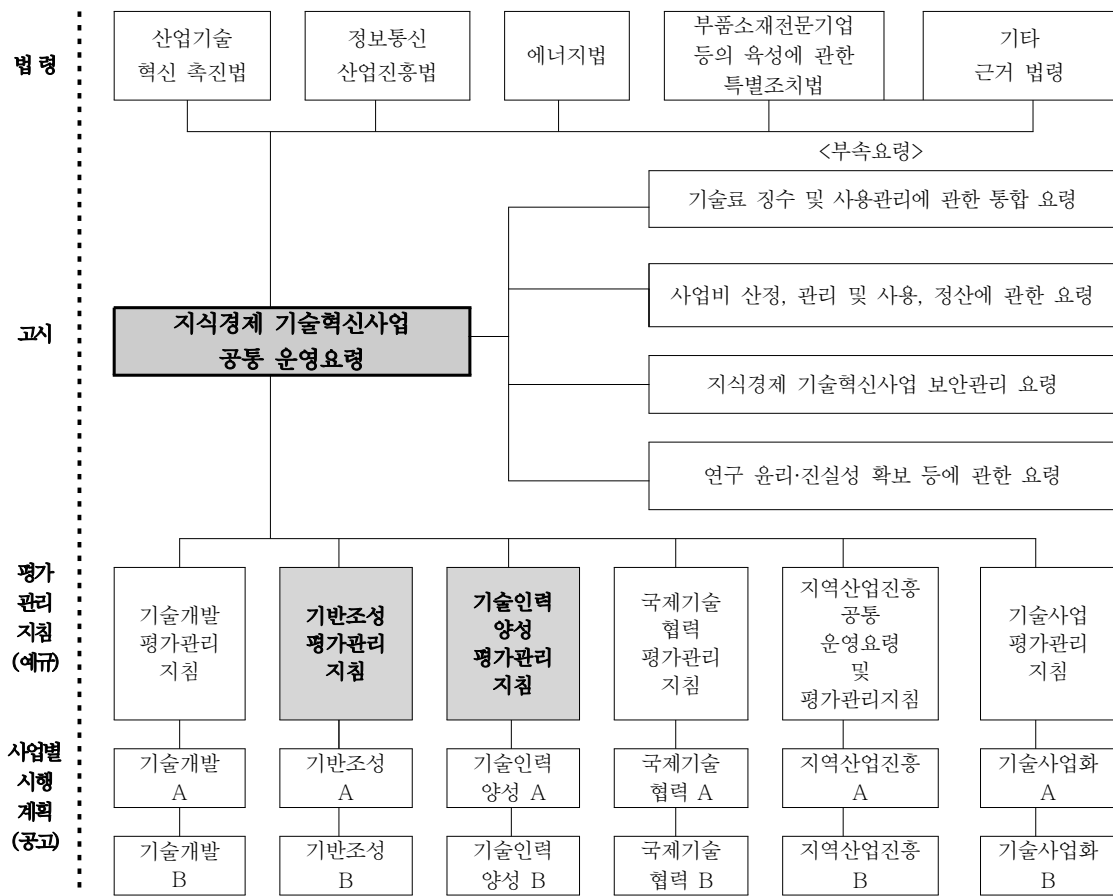 법 령
산업기술
혁신 촉진법
정보통신
산업진흥법
에너지법
부품소재전문기업
등의 육성에 관한
특별조치법
기타
근거 법령
<부속요령>
기술료 징수 및 사용관리에 관한 통합 요령
사업비 산정, 관리 및 사용, 정산에 관한 요령
고시
지식경제 기술혁신사업
공통 운영요령
지식경제 기술혁신사업 보안관리 요령
연구 윤리·진실성 확보 등에 관한 요령
평가
관리
지침
(예규)
기술개발
평가관리
지침
기반조성
평가관리
지침
기술인력
양성
평가관리
지침
국제기술
협력
평가관리
지침
지역산업진흥
공통
운영요령
및
평가관리지침
기술사업
평가관리
지침
사업별
시행
계획
(공고)
기술개발
A
기반조성
A
기술인력
양성 A
국제기술
협력 A
지역산업진흥
A
기술사업화
A
기술개발
B
기반조성
B
기술인력
양성 B
국제기술
협력 B
지역산업진흥
B
기술사업화
B